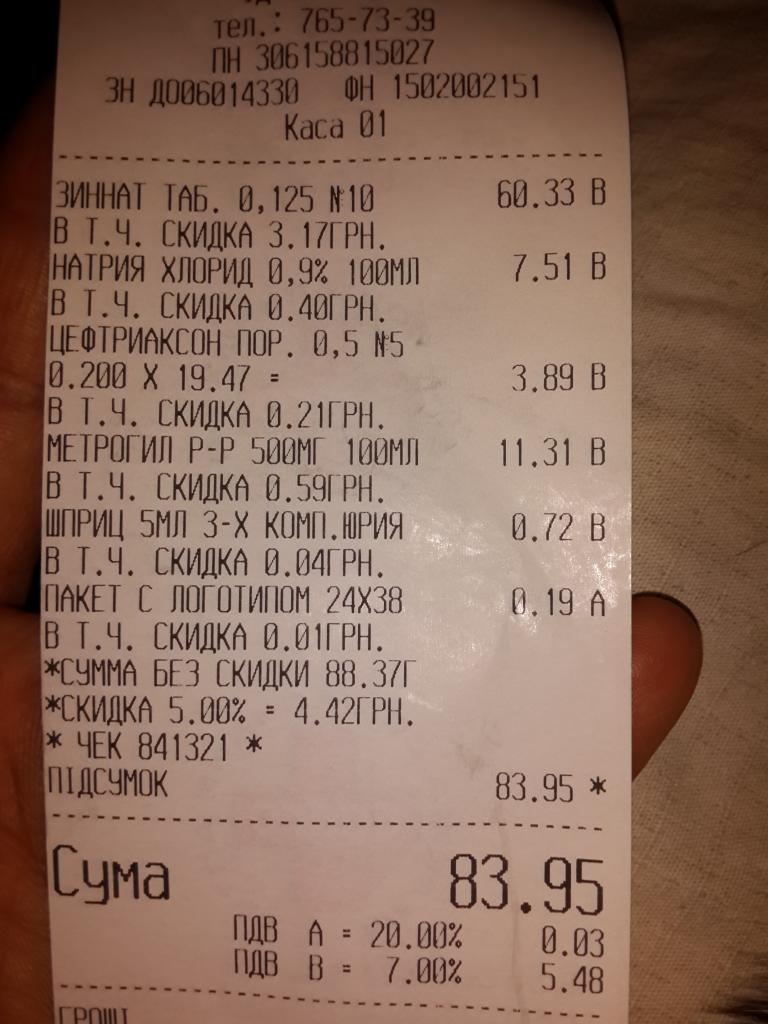 тел.: 765-73-39
ПН 306158815027
ЗН ДО06014330 ФН 1502002151
Каса 01
ЗИННАТ ТАБ. 0,125 №10 60.33 В
В Т.Ч. СКИДКА 3.17ГРН.
НАТРИЯ ХЛОРИД 0,9% 100МЛ 7.51 В
В Т.Ч. СКИДКА 0.40ГРН.
ЦЕФТРИАКСОН ПОР. 0,5 №5
0.200 X 19.47 = 3.89 В
В Т.Ч. СКИДКА 0.21ГРН.
МЕТРОГИЛ Р-Р 500МГ 100МЛ 11.31 В
В Т.Ч. СКИДКА 0.59ГРН.
ШПРИЦ 5МЛ 3-Х КОМП.ЮРИЯ 0.72 В
В Т.Ч. СКИДКА 0.04ГРН.
ПАКЕТ С ЛОГОТИПОМ 24Х38 0.19 А
В Т.Ч. СКИДКА 0.01ГРН.
*СУММА БЕЗ СКИДКИ 88.37Г
*СКИДКА 5.00% = 4.42ГРН.
* ЧЕК 841321 *
ПІДСУМОК 83.95 *
Сума 83.95
ПДВ А = 20.00% 0.03
ПДВ В = 7.00% 5.48